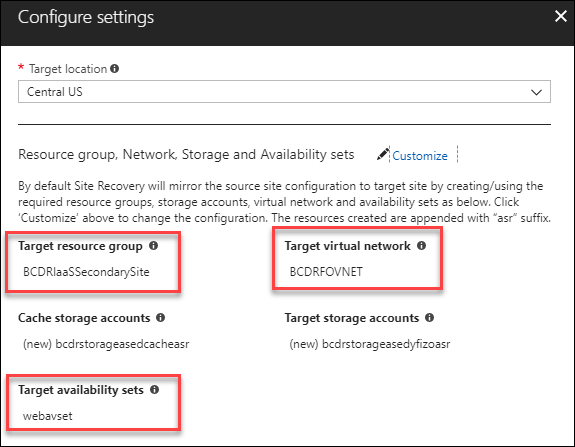 Configure settings
* Target location
Central US
Resource group, Network, Storage and Availability sets Customize
By default Site Recovery will mirror the source site configuration to target site by creating/using the
required resource groups, storage accounts, virtual network and availability sets as below. Click
'Customize' above to change the configuration. The resources created are appended with "asr" suffix.
Target resource group Target virtual network
BCDRIaaSSecondarySite BCDRFOVNET
Cache storage accounts Target storage accounts
(new) bcdrstorageasedcacheasr (new) bcdrstorageasedyfizoasr
Target availability sets
webavset